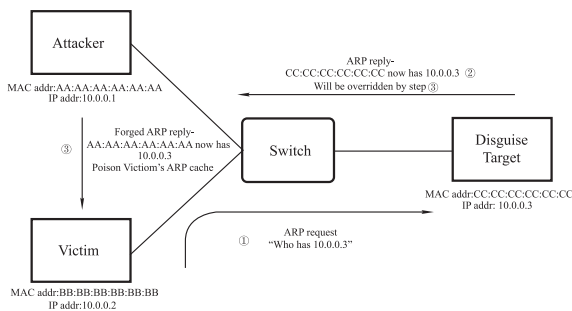 Attacker
MAC addr:AA:AA:AA:AA:AA:AA
IP addr:10.0.0.1
ARP reply-
CC:CC:CC:CC:CC:CC now has 10.0.0.3 ②
Will be overridden by step③
③
Forged ARP reply-
AA:AA:AA:AA:AA:AA now has
10.0.0.3
Poison Victiom's ARP cache
Switch
Disguise
Target
MAC addr:CC:CC:CC:CC:CC:CC
IP addr: 10.0.0.3
Victim
MAC addr:BB:BB:BB:BB:BB:BB
IP addr:10.0.0.2
①
ARP request
“Who has 10.0.0.3”